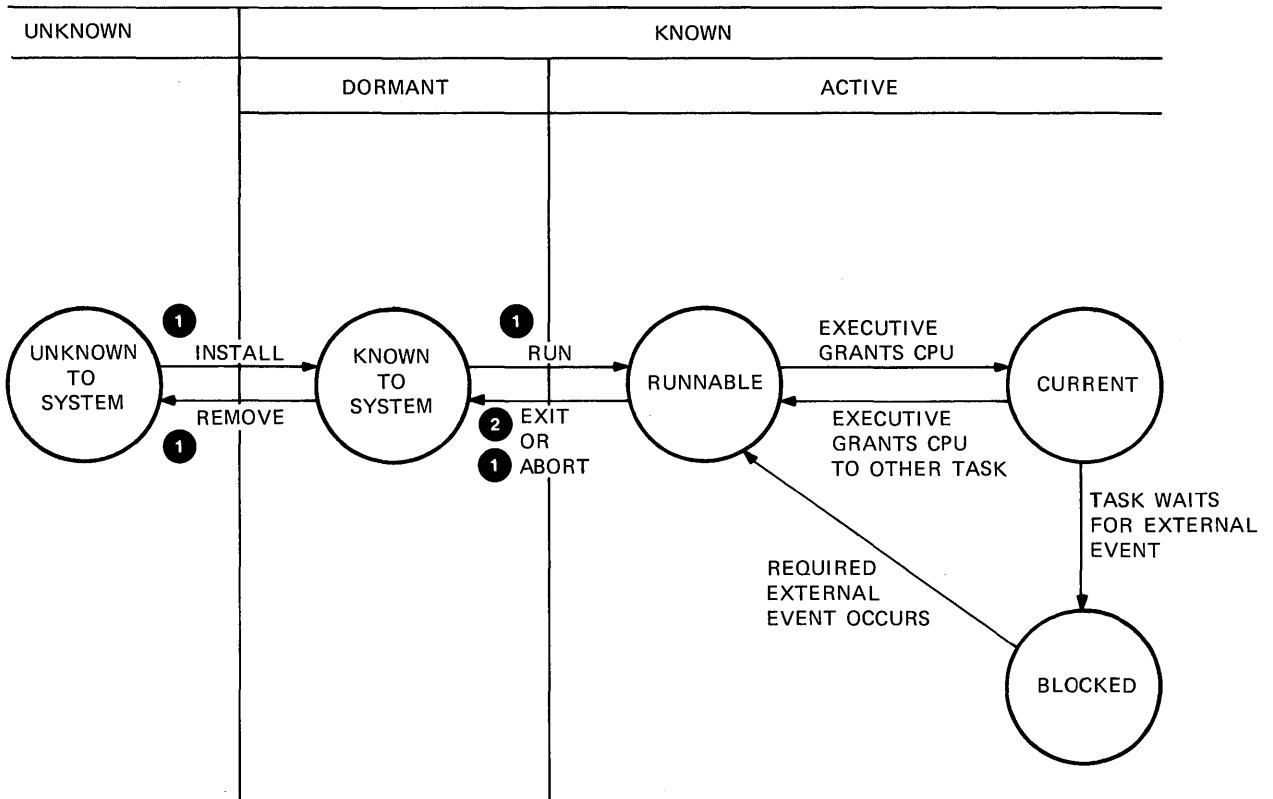 UNKNOWN
KNOWN
DORMANT
ACTIVE
1
INSTALL
REMOVE
1
UNKNOWN
TO
SYSTEM
KNOWN
TO
SYSTEM
1
RUN
2 EXIT
OR
1 ABORT
RUNNABLE
EXECUTIVE
GRANTS CPU
EXECUTIVE
GRANTS CPU
TO OTHER TASK
CURRENT
TASK WAITS
FOR EXTERNAL
EVENT
REQUIRED
EXTERNAL
EVENT OCCURS
BLOCKED